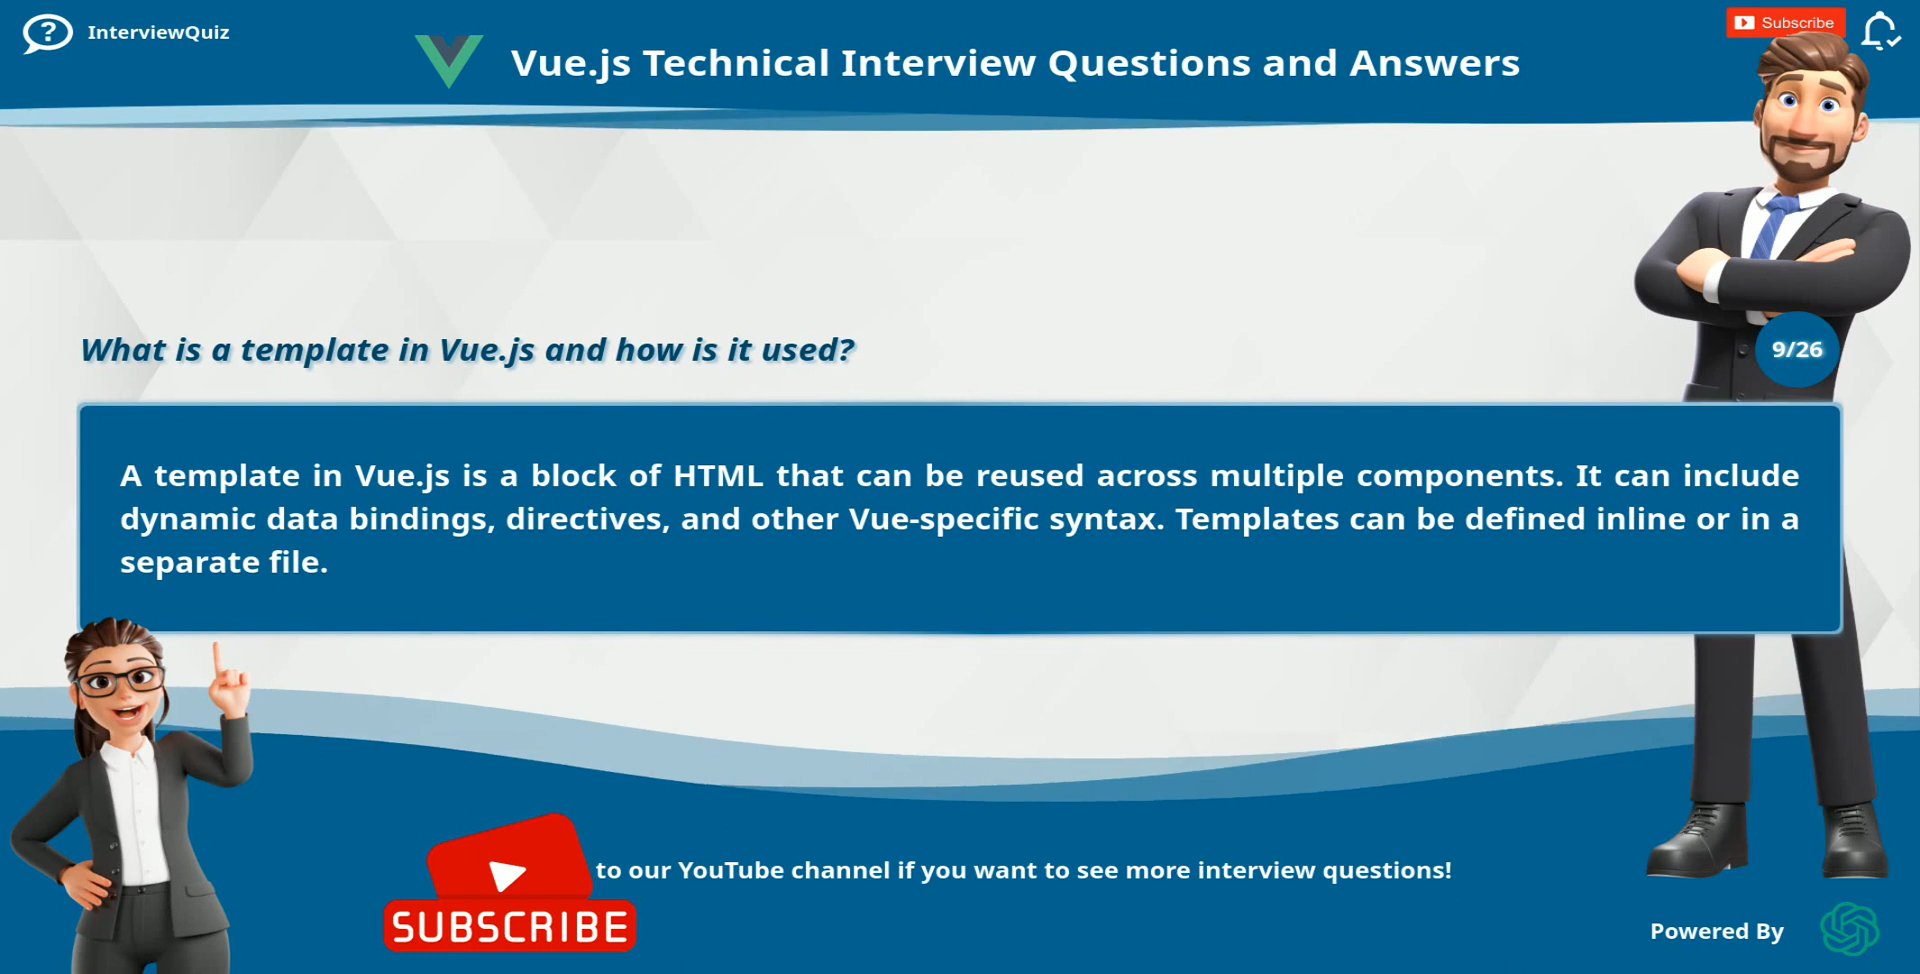 ?
InterviewQuiz
Subscribe
Vue.js Technical Interview Questions and Answers
What is a template in Vue.js and how is it used?
9/26
A template in Vue.js is a block of HTML that can be reused across multiple components. It can include
dynamic data bindings, directives, and other Vue-specific syntax. Templates can be defined inline or in a
separate file.
to our YouTube channel if you want to see more interview questions!
SUBSCRIBE
Powered By